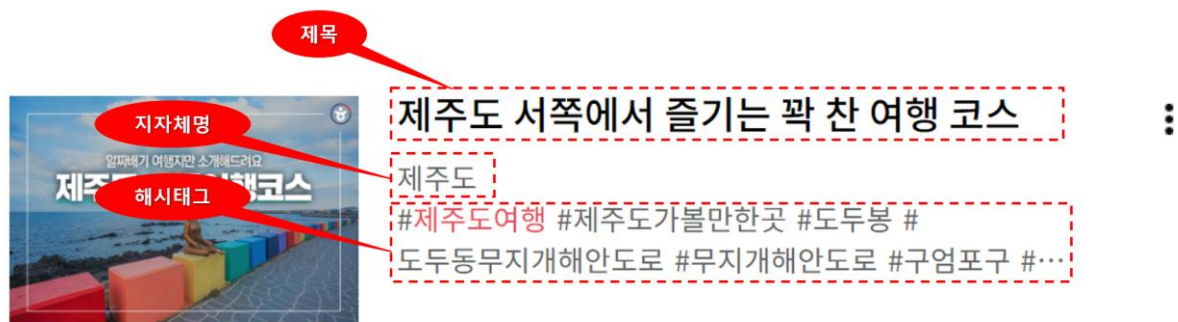 제목
제주도 서쪽에서 즐기는 꽉 찬 여행 코스
지자체명
알짜배기 여행지만 소개해드려요
제주 행코스
제주도
해시태그
#제주도여행 #제주도가볼만한곳 #도두봉 #
도두동무지개해안도로 #무지개해안도로 #구엄포구 #…